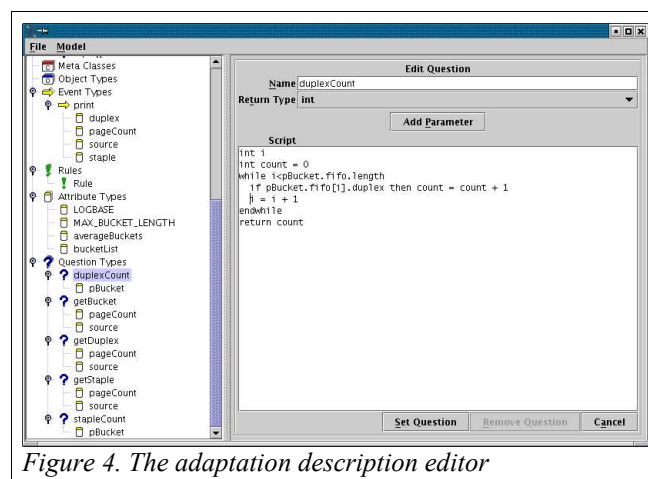 File Model
Meta Classes
Object Types
Event Types
print
duplex
pageCount
source
staple
Rules
Rule
Attribute Types
LOGBASE
MAX_BUCKET_LENGTH
averageBuckets
bucketList
Question Types
duplexCount
pBucket
getBucket
pageCount
source
getDuplex
pageCount
source
getStaple
pageCount
source
stapleCount
pBucket
Edit Question
Name duplexCount
Return Type int
Add Parameter
Script
int i
int count = 0
while i<pBucket.fifo.length
if pBucket.fifo[i].duplex then count = count + 1
i = i + 1
endwhile
return count
Set Question Remove Question Cancel
Figure 4. The adaptation description editor